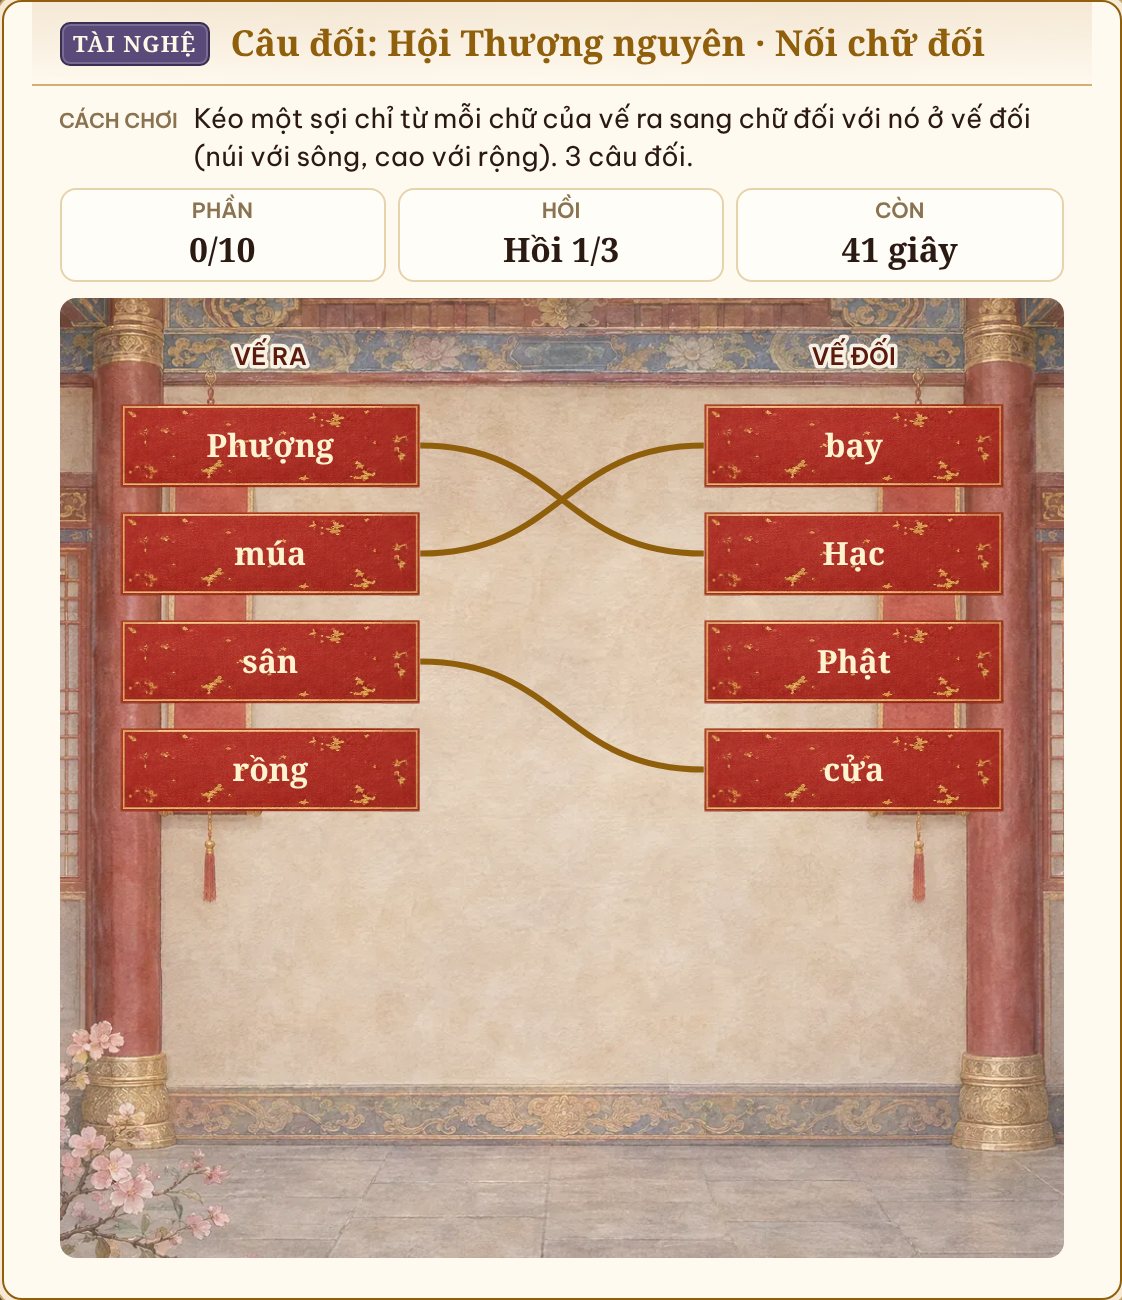 TÀI NGHỆ
Câu đối: Hội Thượng nguyên · Nối chữ đối
CÁCH CHƠI
Kéo một sợi chỉ từ mỗi chữ của vế ra sang chữ đối với nó ở vế đối
(núi với sông, cao với rộng). 3 câu đối.
PHẦN
0/10
HỒI
Hồi 1/3
CÒN
41 giây
VẾ RA
VẾ ĐỐI
Phượng
bay
múa
Hạc
sân
Phật
rồng
cửa